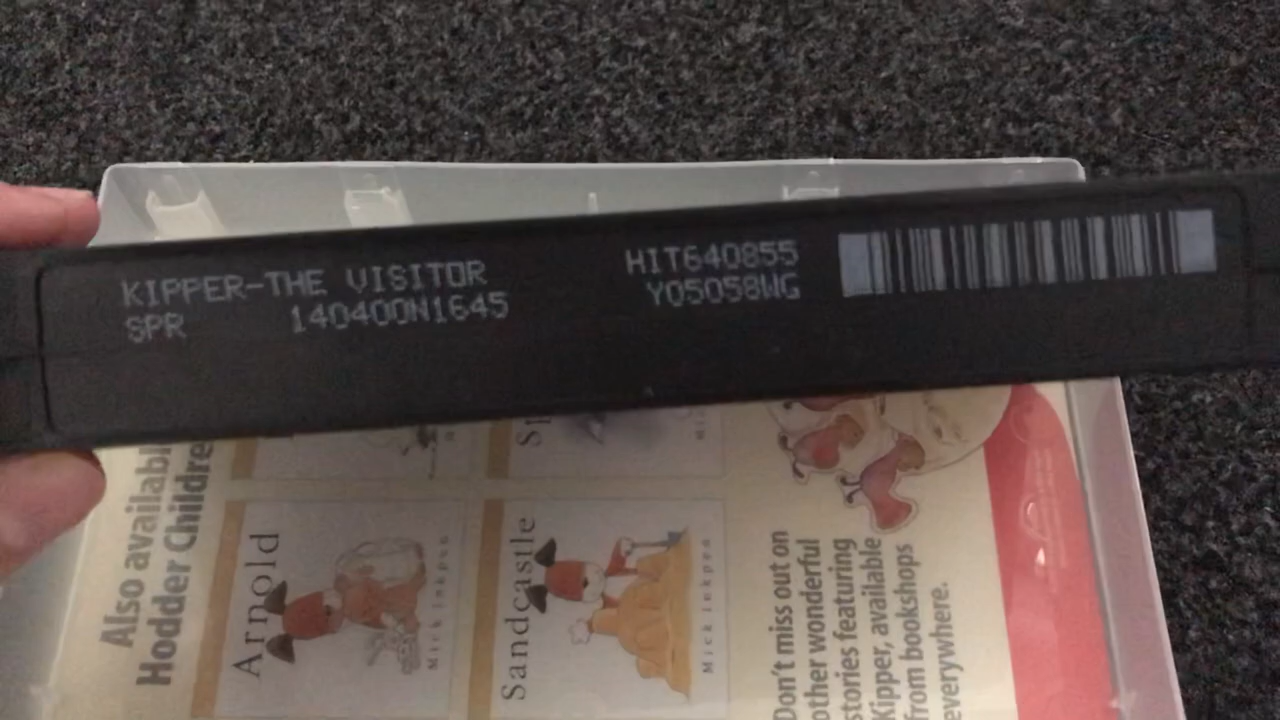 KIPPER-THE VISITOR
SPR 140400N1645
HIT640855
Y05058WG
Also available
Hodder Children
Arnold
Mick Inkpen
Sandcastle
Mick Inkpen
Don't miss out on
other wonderful
stories featuring
Kipper, available
from bookshops
everywhere.